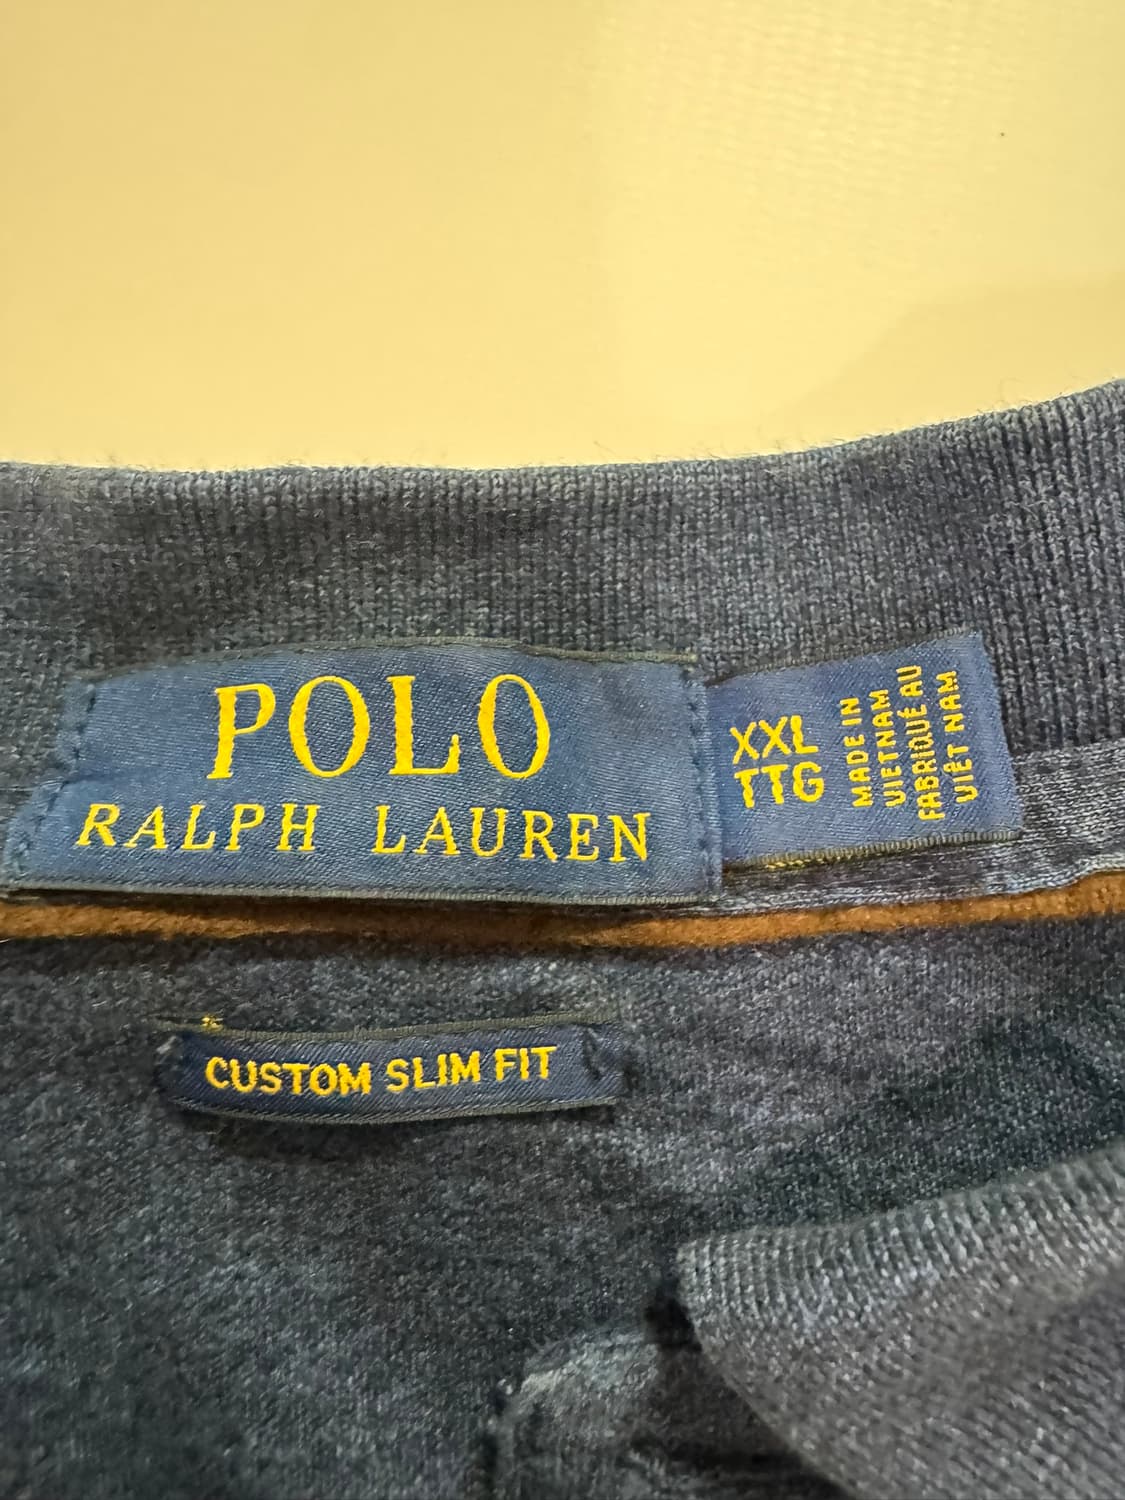 POLO
RALPH LAUREN
XXL
TTG
MADE IN
VIETNAM
FABRIQUÉ AU
VIÊT NAM
CUSTOM SLIM FIT